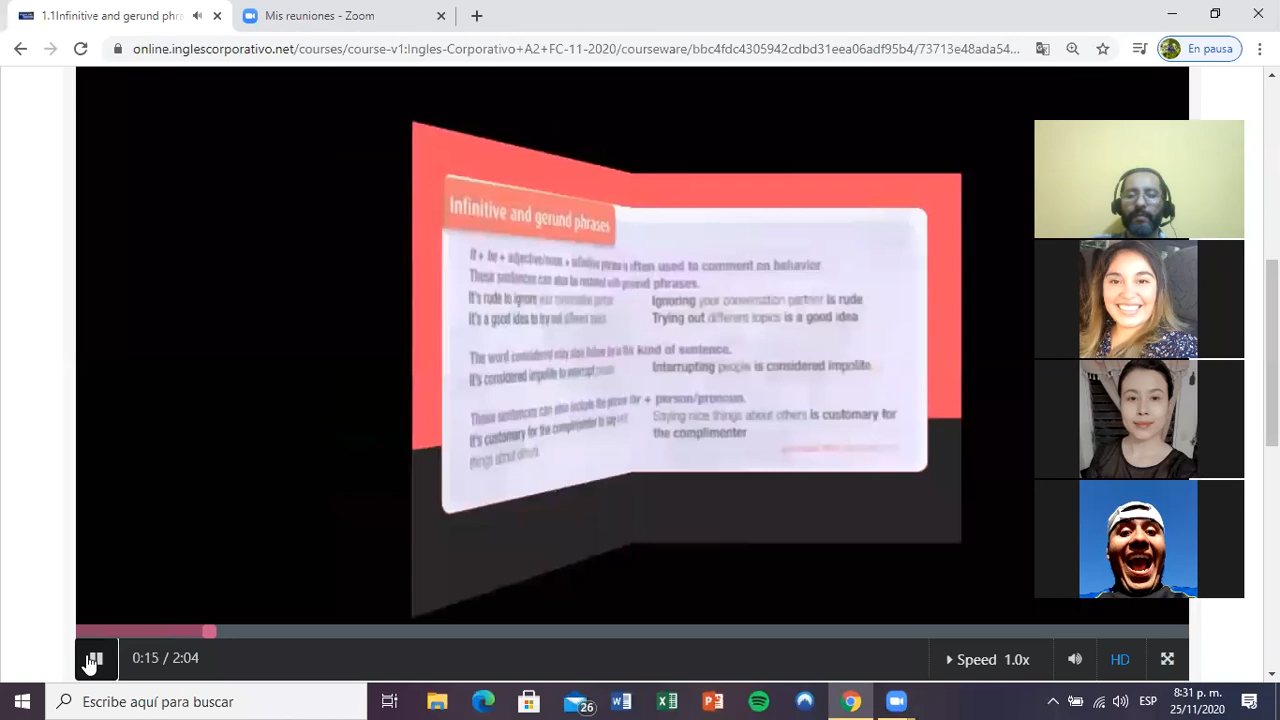 1.1Infinitive and gerund phra
Mis reuniones - Zoom
online.inglescorporativo.net/courses/course-v1:Ingles-Corporativo+A2+FC-11-2020/courseware/bbc4fdc4305942cdbd31eea06adf95b4/73713e48ada54...
En pausa
Infinitive and gerund phrases
It + be + adjective/noun + infinitive phrase is often used to comment on behavior
These sentences can also be restated with gerund phrases.
It's rude to ignore your conversation partner
Ignoring your conversation partner is rude
It's a good idea to try out different topics
Trying out different topics is a good idea
The word considered may also follow be in this kind of sentence.
It's considered impolite to interrupt people
Interrupting people is considered impolite
These sentences can also include the phrase for + person/pronoun.
It's customary for the complimenter to say
things about others
Saying nice things about others is customary for
the complimenter
0:15 / 2:04
Speed 1.0x
HD
Escribe aquí para buscar
26
ESP
8:31 p. m.
25/11/2020